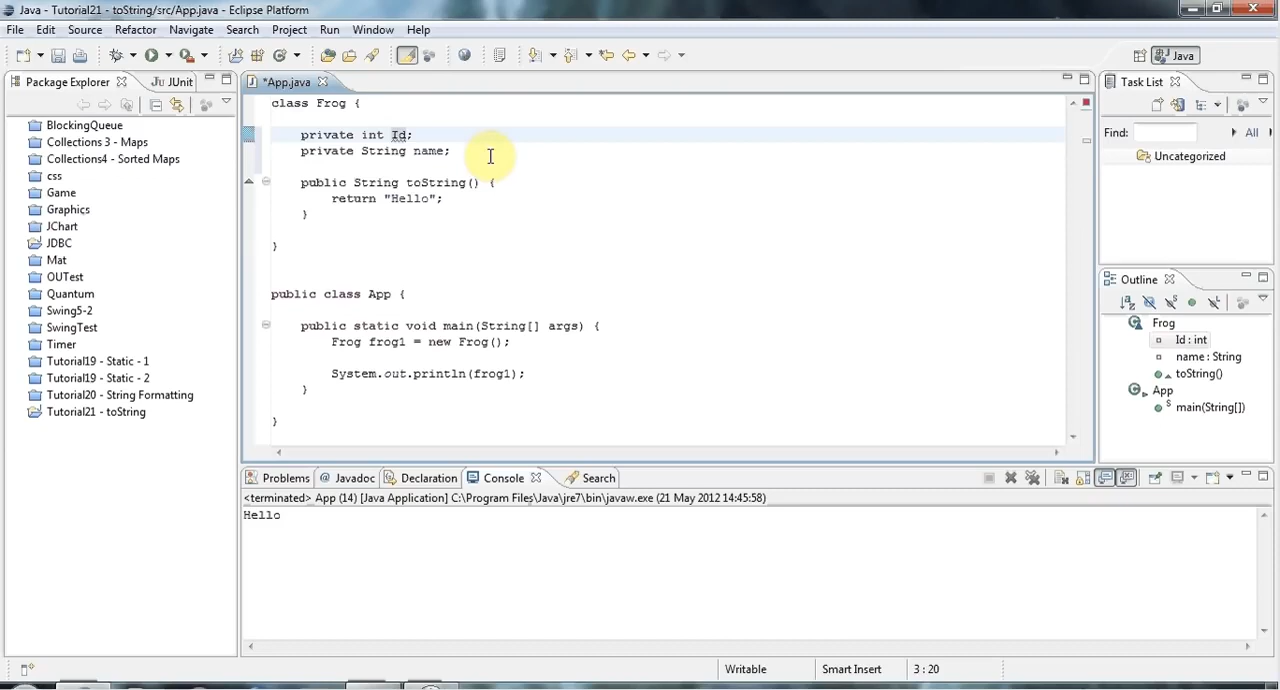 Java - Tutorial21 - toString/src/App.java - Eclipse Platform
File Edit Source Refactor Navigate Search Project Run Window Help
Java
Package Explorer
Ju JUnit
*App.java
Task List
Find:
All
Uncategorized
BlockingQueue
Collections 3 - Maps
Collections4 - Sorted Maps
css
Game
Graphics
JChart
JDBC
Mat
OUTest
Quantum
Swing5-2
SwingTest
Timer
Tutorial19 - Static - 1
Tutorial19 - Static - 2
Tutorial20 - String Formatting
Tutorial21 - toString
class Frog {
private int Id;
private String name;
public String toString() {
return "Hello";
}
}
public class App {
public static void main(String[] args) {
Frog frog1 = new Frog();
System.out.println(frog1);
}
}
Outline
Frog
Id : int
name : String
toString()
App
main(String[])
Problems @ Javadoc Declaration Console Search
<terminated> App (14) [Java Application] C:\Program Files\Java\jre7\bin\javaw.exe (21 May 2012 14:45:58)
Hello
Writable Smart Insert 3 : 20